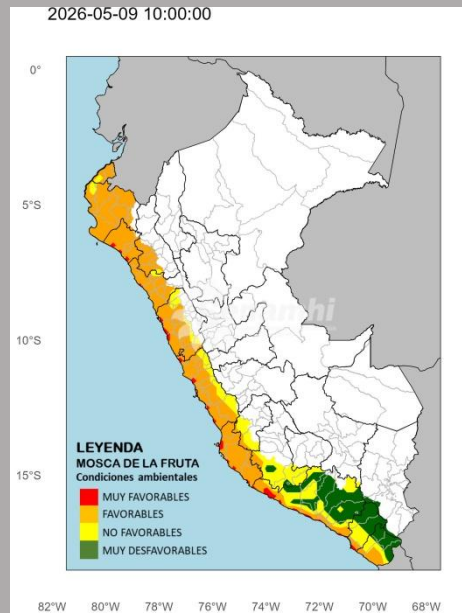 2026-05-09 10:00:00
0°
5°S
10°S
15°S
senamhi
LEYENDA
MOSCA DE LA FRUTA
Condiciones ambientales
MUY FAVORABLES
FAVORABLES
NO FAVORABLES
MUY DESFAVORABLES
82°W 80°W 78°W 76°W 74°W 72°W 70°W 68°W